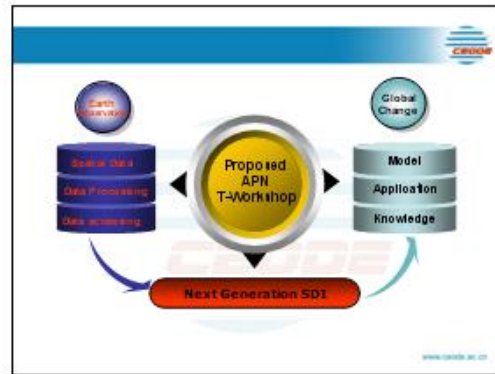 CEODE
Earth
Observation
Global
Change
Spatial Data
Data Processing
Data accessing
Proposed
APN
T-Workshop
Model
Application
Knowledge
CEODE
Next Generation SDI
www.ceode.ac.cn